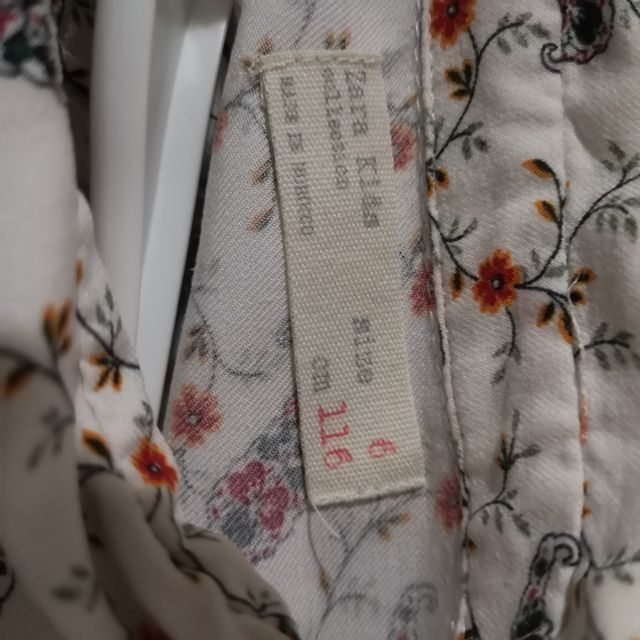 Zara Kids size 6
collection cm 116
MADE IN MOROCCO